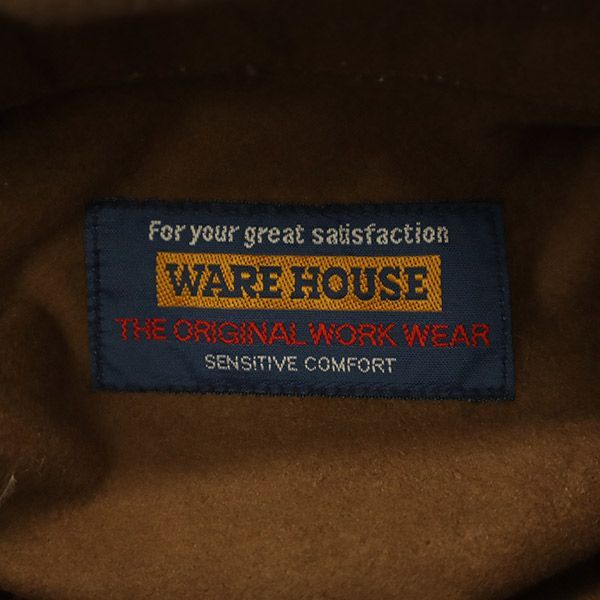 For your great satisfaction
WARE HOUSE
THE ORIGINAL WORK WEAR
SENSITIVE COMFORT